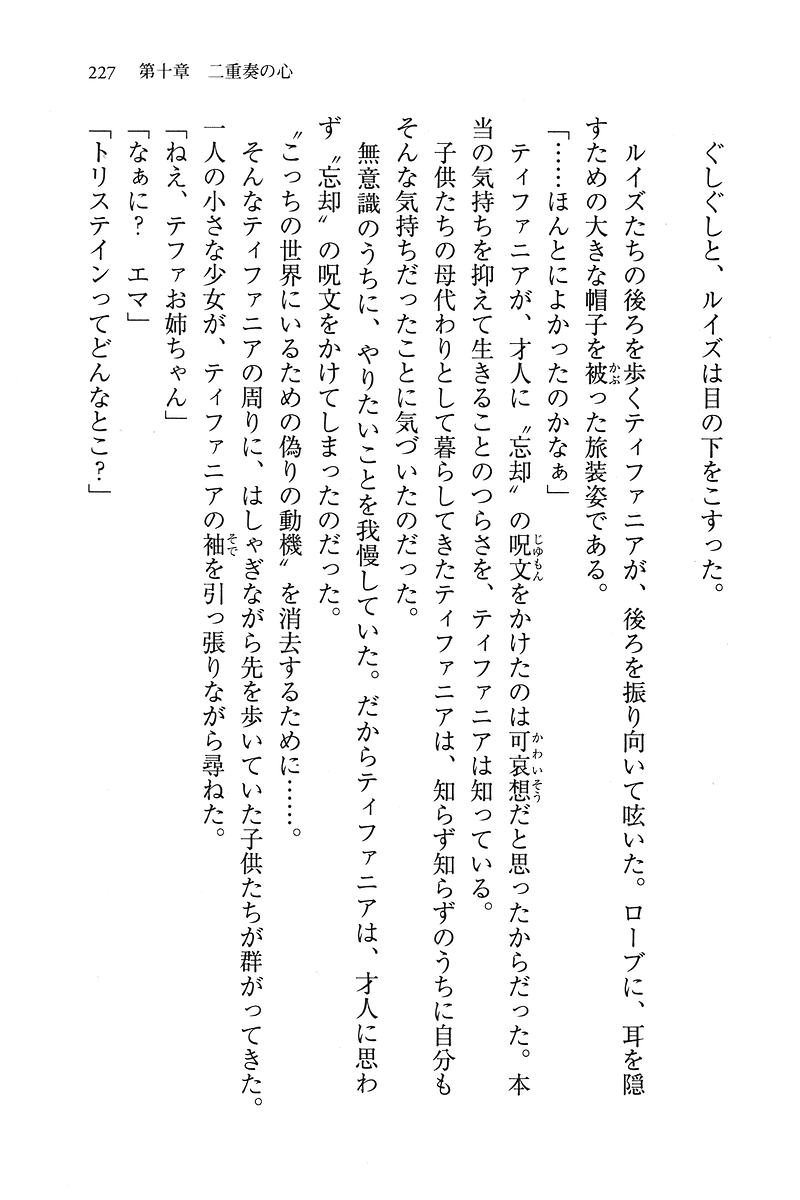 227　第十章　二重奏の心
ぐしぐしと、ルイズは目の下をこすった。
ルイズたちの後ろを歩くティファニアが、後ろを振り向いて呟いた。ローブに、耳を隠
すための大きな帽子を被った旅装姿である。
「……ほんとによかったのかなぁ」
ティファニアが、才人に〝忘却〟の呪文をかけたのは可哀想だと思ったからだった。本
当の気持ちを抑えて生きることのつらさを、ティファニアは知っている。
子供たちの母代わりとして暮らしてきたティファニアは、知らず知らずのうちに自分も
そんな気持ちだったことに気づいたのだった。
無意識のうちに、やりたいことを我慢していた。だからティファニアは、才人に思わ
ず〝忘却〟の呪文をかけてしまったのだった。
〝こっちの世界にいるための偽りの動機〟を消去するために……。
そんなティファニアの周りに、はしゃぎながら先を歩いていた子供たちが群がってきた。
一人の小さな少女が、ティファニアの袖を引っ張りながら尋ねた。
「ねえ、テファお姉ちゃん」
「なぁに？　エマ」
「トリステインってどんなとこ？」